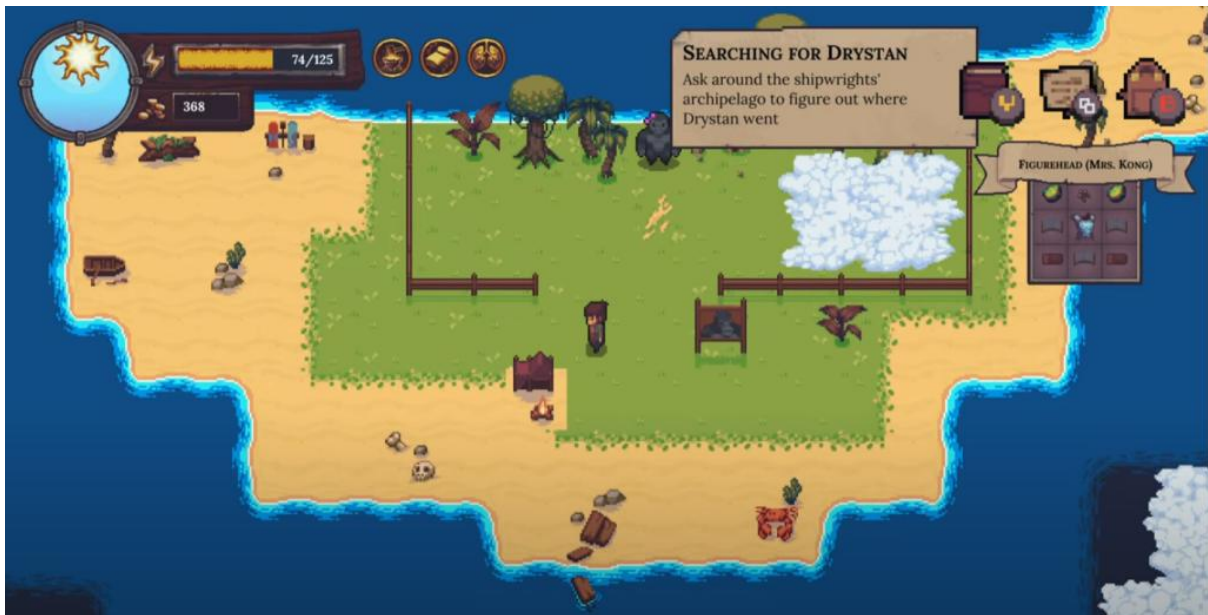 74/125
368
SEARCHING FOR DRYSTAN
Ask around the shipwrights'
archipelago to figure out where
Drystan went
FIGUREHEAD (MRS. KONG)